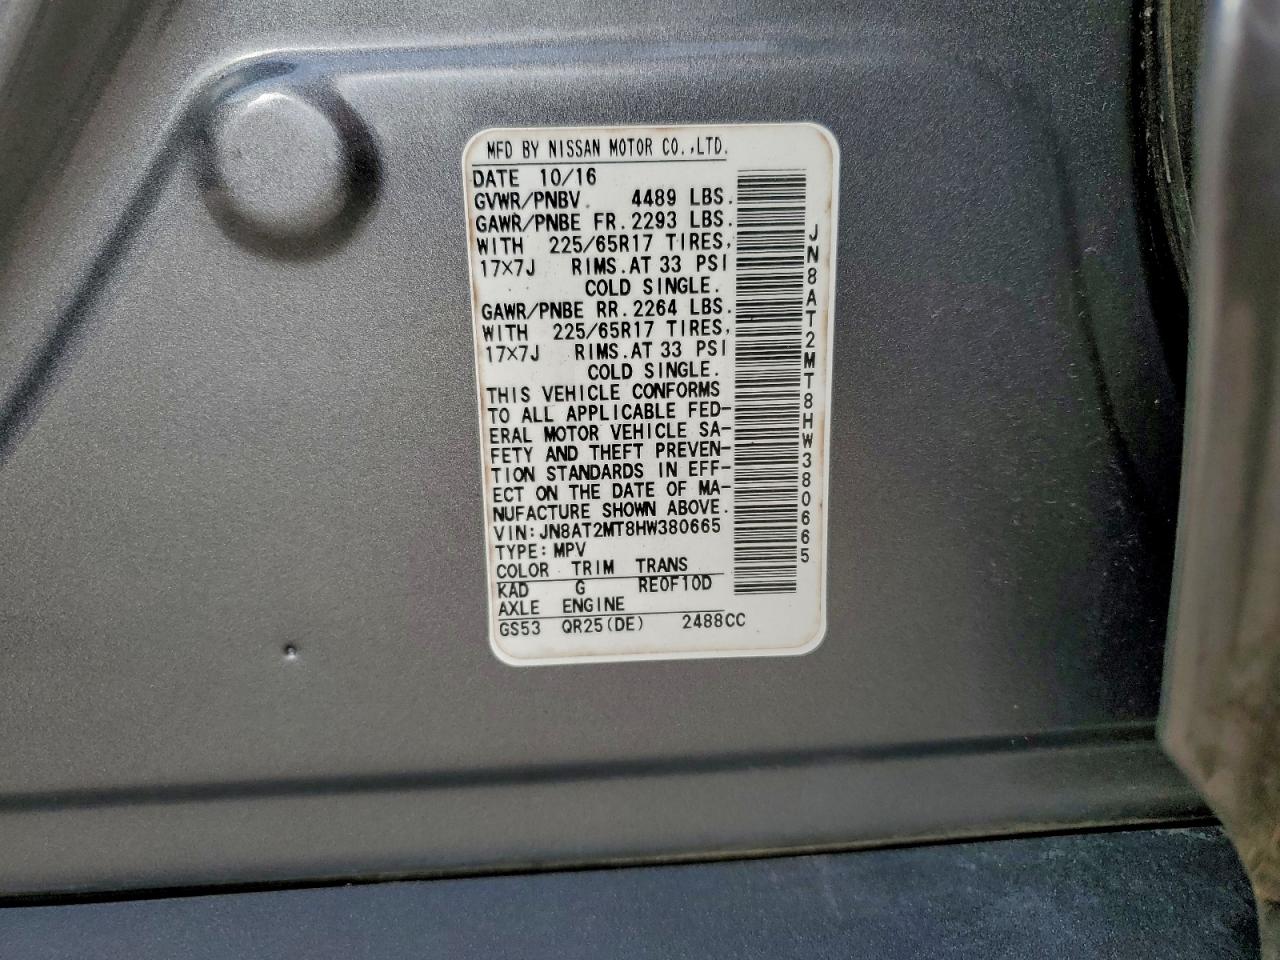 MFD BY NISSAN MOTOR CO.,LTD.
DATE 10/16
GVWR/PNBV. 4489 LBS.
GAWR/PNBE FR. 2293 LBS.
WITH 225/65R17 TIRES,
17×7J RIMS.AT 33 PSI
COLD SINGLE.
GAWR/PNBE RR. 2264 LBS.
WITH 225/65R17 TIRES,
17×7J RIMS.AT 33 PSI
COLD SINGLE.
THIS VEHICLE CONFORMS
TO ALL APPLICABLE FED-
ERAL MOTOR VEHICLE SA-
FETY AND THEFT PREVEN-
TION STANDARDS IN EFF-
ECT ON THE DATE OF MA-
NUFACTURE SHOWN ABOVE.
VIN: JN8AT2MT8HW380665
TYPE: MPV
COLOR TRIM TRANS
KAD G RE0F10D
AXLE ENGINE
GS53 QR25(DE) 2488CC
JN8AT2MT8HW380665